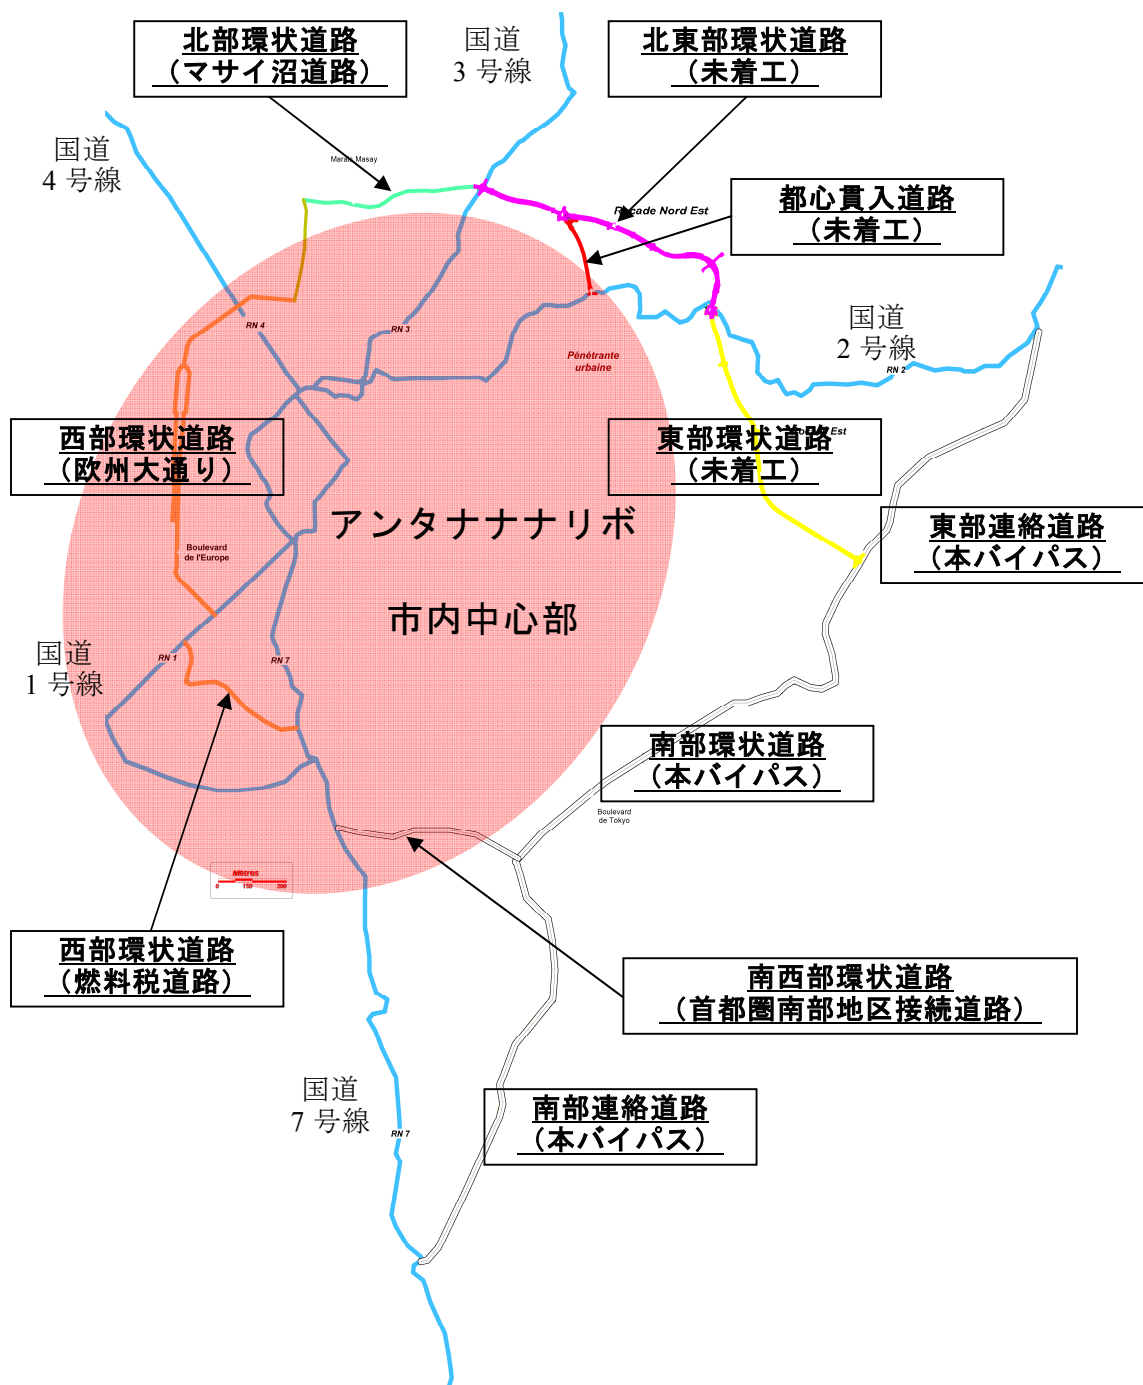 北部環状道路
（マサイ沼道路）
国道
3 号線
北東部環状道路
（未着工）
国道
4 号線
Marais Masay
都心貫入道路
（未着工）
Rocade Nord Est
国道
2 号線
RN 4
RN 3
Pénétrante
urbaine
RN 2
西部環状道路
（欧州大通り）
東部環状道路
（未着工）
Est
アンタナナナリボ
市内中心部
東部連絡道路
（本バイパス）
Boulevard
de l'Europe
国道
1 号線
RN 1
RN 7
南部環状道路
（本バイパス）
Boulevard
de Tokyo
Mètres
0 150 300
西部環状道路
（燃料税道路）
南西部環状道路
（首都圏南部地区接続道路）
国道
7 号線
RN 7
南部連絡道路
（本バイパス）